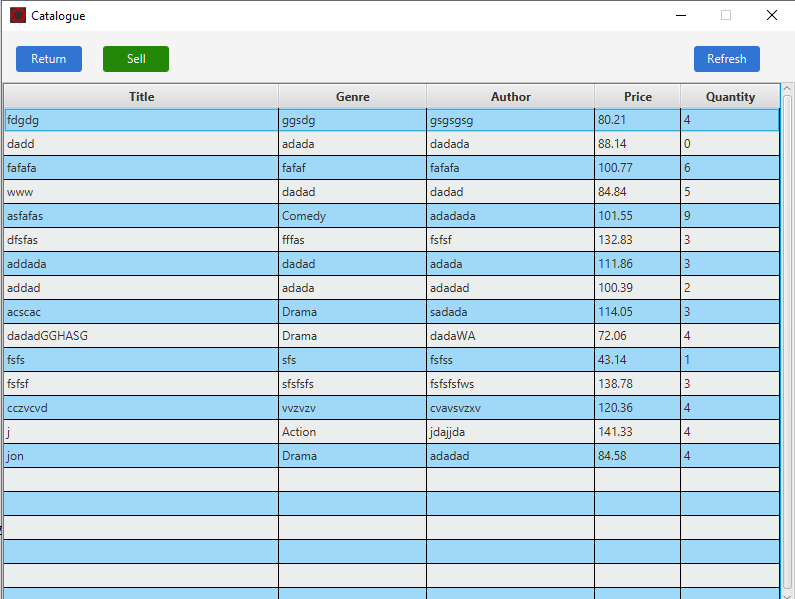 Catalogue
Return Sell Refresh
Title Genre Author Price Quantity
fdgdg ggsdg gsgsgsg 80.21 4
dadd adada dadada 88.14 0
fafafa fafaf fafafa 100.77 6
www dadad dadad 84.84 5
asfafas Comedy adadada 101.55 9
dfsfas fffas fsfsf 132.83 3
addada dadad adada 111.86 3
addad adada adadad 100.39 2
acscac Drama sadada 114.05 3
dadadGGHASG Drama dadaWA 72.06 4
fsfs sfs fsfss 43.14 1
fsfsf sfsfsfs fsfsfsfws 138.78 3
cczvcvd vvzvzv cvavsvzxv 120.36 4
j Action jdajjda 141.33 4
jon Drama adadad 84.58 4